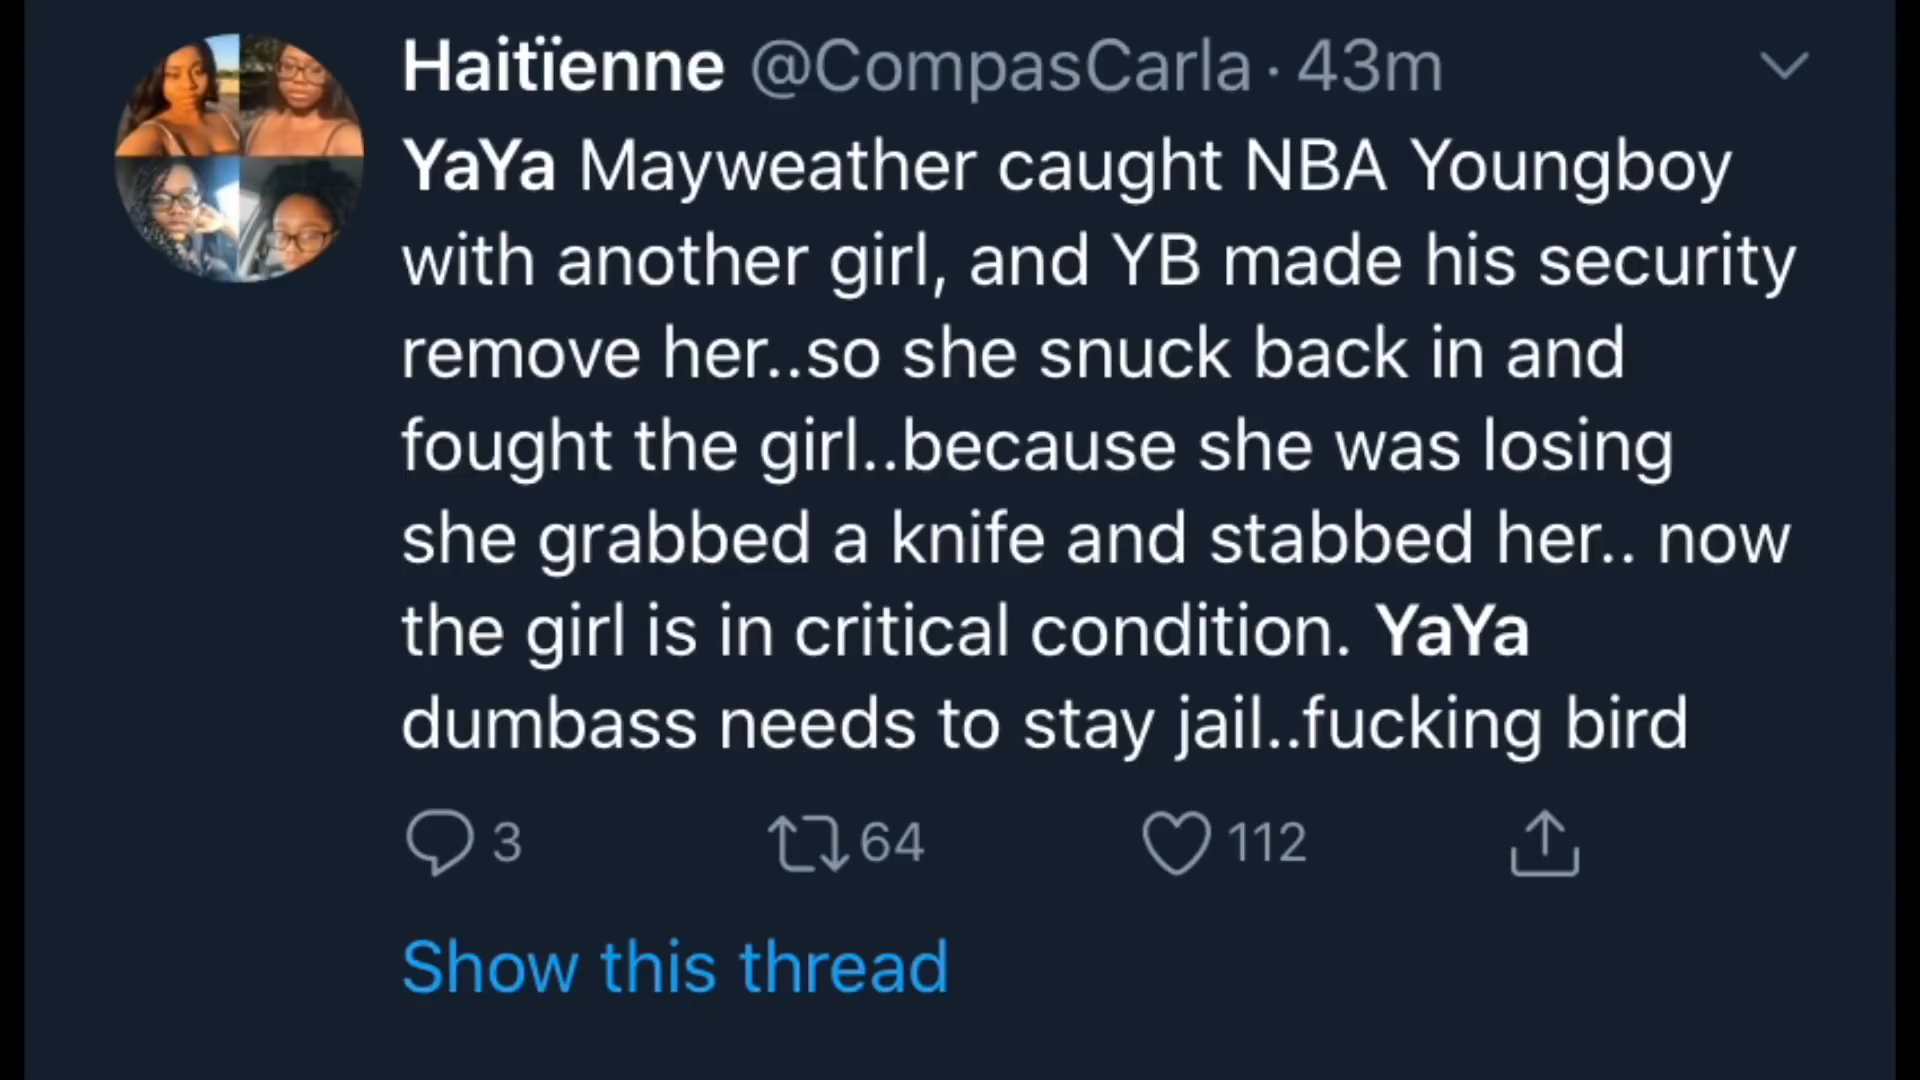 Haitïenne @CompasCarla · 43m
YaYa Mayweather caught NBA Youngboy
with another girl, and YB made his security
remove her..so she snuck back in and
fought the girl..because she was losing
she grabbed a knife and stabbed her.. now
the girl is in critical condition. YaYa
dumbass needs to stay jail..fucking bird
3 64 112
Show this thread